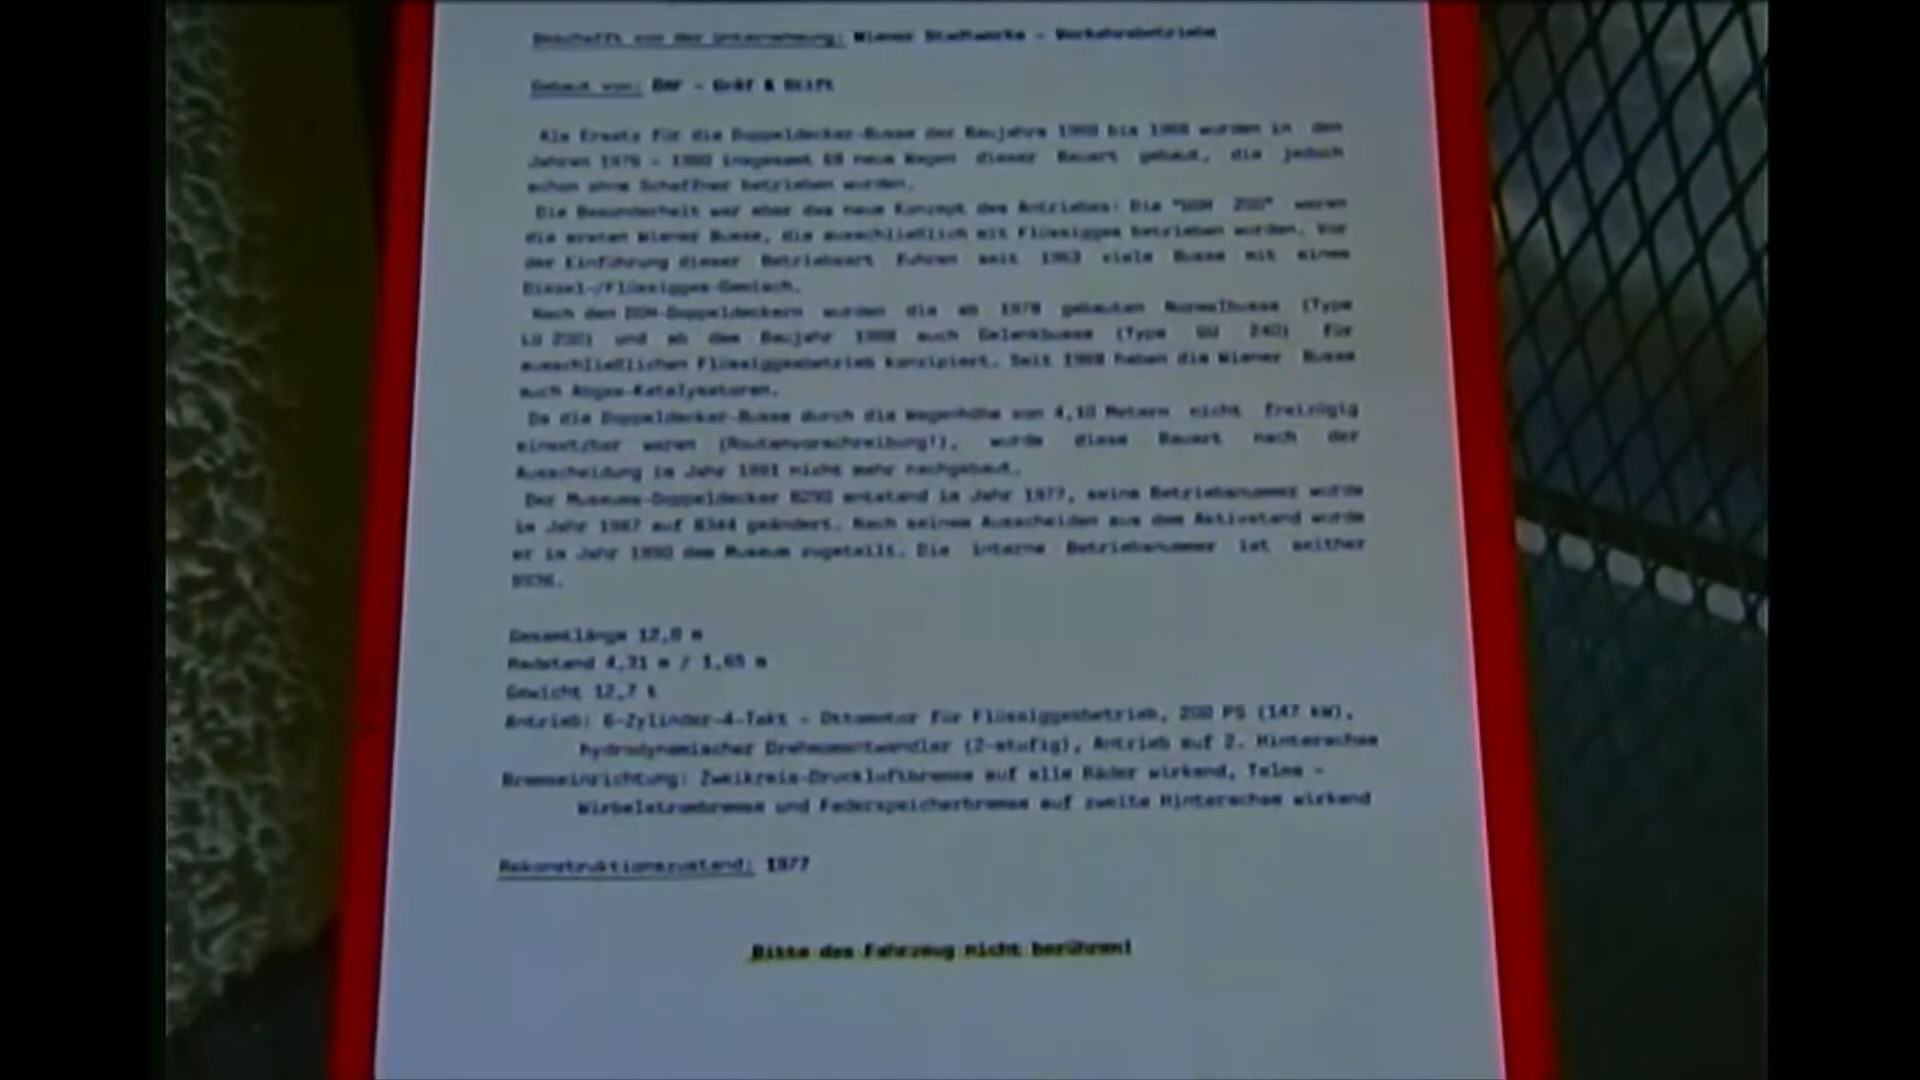 Beschafft von der Unternehmung: Wiener Stadtwerke - Verkehrsbetriebe
Gebaut von: ÖAF - Gräf & Stift
Als Ersatz für die Doppeldecker-Busse der Baujahre 1960 bis 1966 wurden in den
Jahren 1976 - 1980 insgesamt neue Wagen dieser Bauart gebaut, die jedoch
schon ohne Schaffner betrieben wurden.
Die Besonderheit war aber das neue Konzept des Antriebes: Die "DDH 200" waren
die ersten Wiener Busse, die ausschließlich mit Flüssiggas betrieben wurden. Vor
der Einführung dieser Betriebsart fuhren seit 1963 viele Busse mit einem
Diesel-/Flüssiggas-Gemisch.
Nach den DDH-Doppeldeckern wurden die ab 1978 gebauten Normalbusse (Type
LU 200) und ab dem Baujahr auch Gelenkbusse (Type GU 240) für
ausschließlichen Flüssiggasbetrieb konzipiert. Seit haben die Wiener Busse
auch Abgas-Katalysatoren.
Da die Doppeldecker-Busse durch die Wagenhöhe von 4,10 Metern nicht freizügig
einsetzbar waren (Routenvorschreibung!), wurde diese Bauart nach der
Ausscheidung im Jahr 1991 nicht mehr nachgebaut.
Der Museums-Doppeldecker entstand im Jahr 1977, seine Betriebsnummer wurde
im Jahr 1987 auf 8344 geändert. Nach seinem Ausscheiden aus dem Aktivstand wurde
er im Jahr 1990 dem Museum zugeteilt. Die interne Betriebsnummer ist seither
Gesamtlänge 12,0 m
Radstand 4,31 m / 1,65 m
Gewicht 12,7 t
Antrieb: 6-Zylinder-4-Takt - Ottomotor für Flüssiggasbetrieb, 200 PS (147 kW),
hydrodynamischer Drehmomentwandler (2-stufig), Antrieb auf 2. Hinterachse
Bremseinrichtung: Zweikreis-Druckluftbremse auf alle Räder wirkend, Telma -
Wirbelstrombremse und Federspeicherbremse auf zweite Hinterachse wirkend
Rekonstruktionszustand: 1977
Bitte das Fahrzeug nicht berühren!